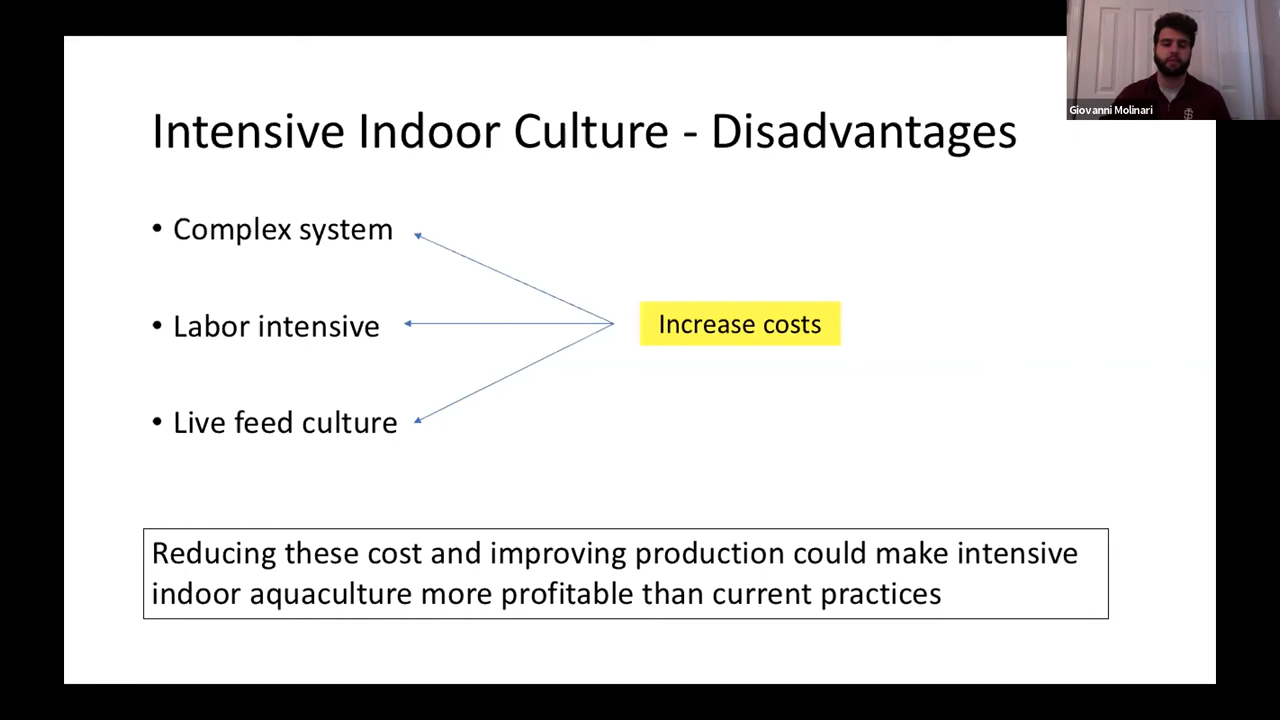 Intensive Indoor Culture - Disadvantages
Giovanni Molinari
• Complex system
• Labor intensive
Increase costs
• Live feed culture
Reducing these cost and improving production could make intensive
indoor aquaculture more profitable than current practices